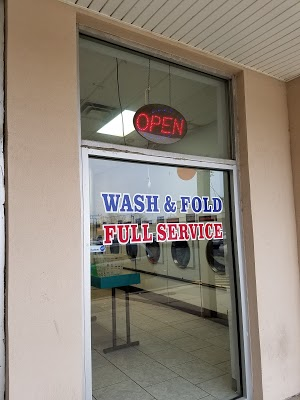 OPEN
WASH & FOLD
FULL SERVICE